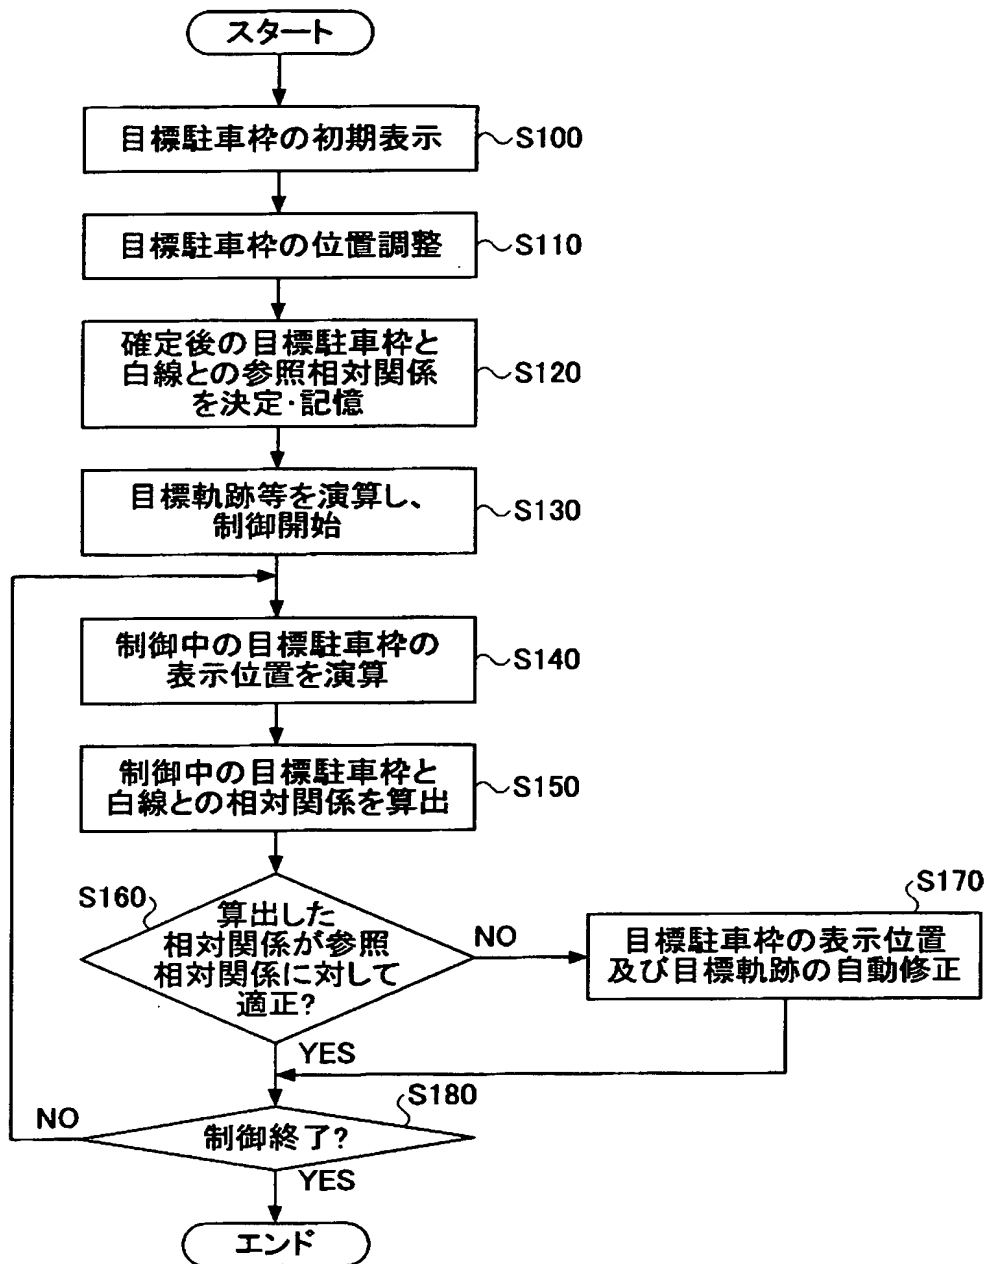 スタート
目標駐車枠の初期表示
S100
目標駐車枠の位置調整
S110
確定後の目標駐車枠と
白線との参照相対関係
を決定・記憶
S120
目標軌跡等を演算し、
制御開始
S130
制御中の目標駐車枠の
表示位置を演算
S140
制御中の目標駐車枠と
白線との相対関係を算出
S150
S160
算出した
相対関係が参照
相対関係に対して
適正?
NO
YES
S170
目標駐車枠の表示位置
及び目標軌跡の自動修正
S180
制御終了?
NO
YES
エンド